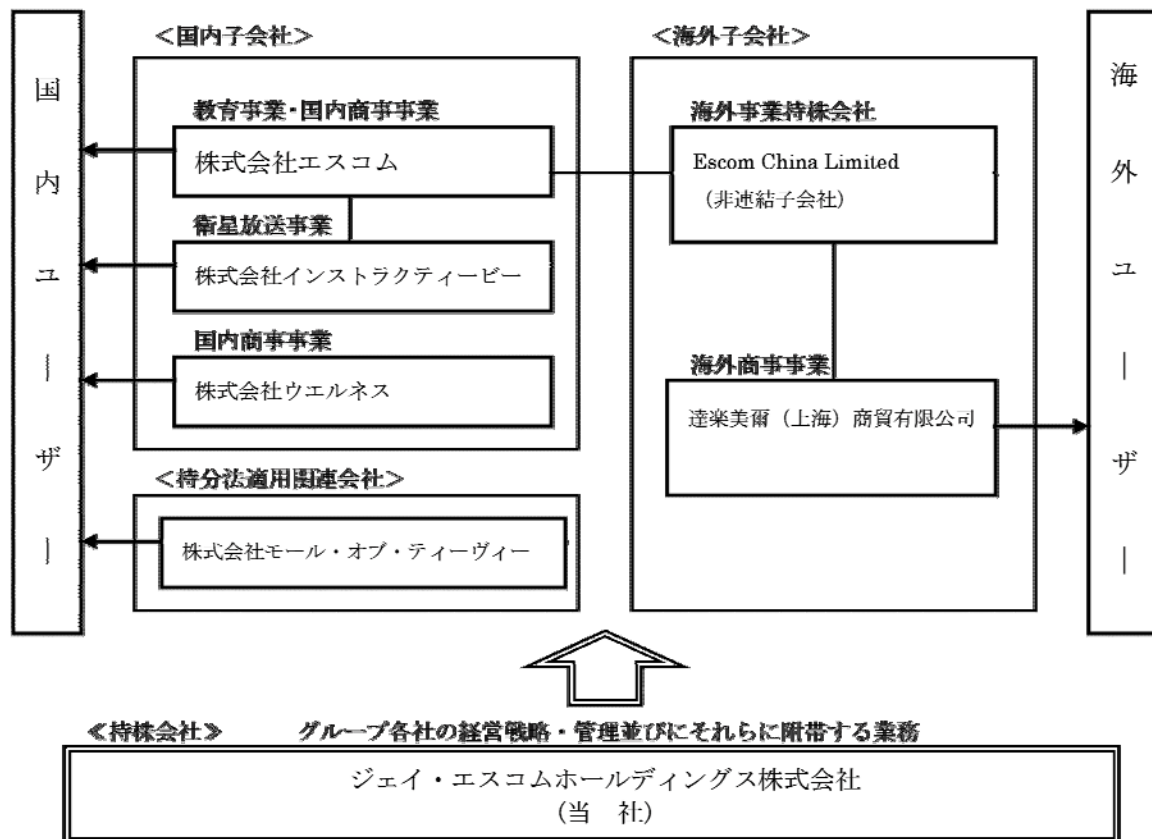 国内ユーザー
＜国内子会社＞
教育事業・国内商事事業
株式会社エスコム
衛星放送事業
株式会社インストラクティービー
国内商事事業
株式会社ウエルネス
＜持分法適用関連会社＞
株式会社モール・オブ・ティーヴィー
＜海外子会社＞
海外事業持株会社
Escom China Limited
（非連結子会社）
海外商事事業
達楽美爾（上海）商貿有限公司
海外ユーザー
≪持株会社≫　グループ各社の経営戦略・管理並びにそれらに附帯する業務
ジェイ・エスコムホールディングス株式会社
(当　社)